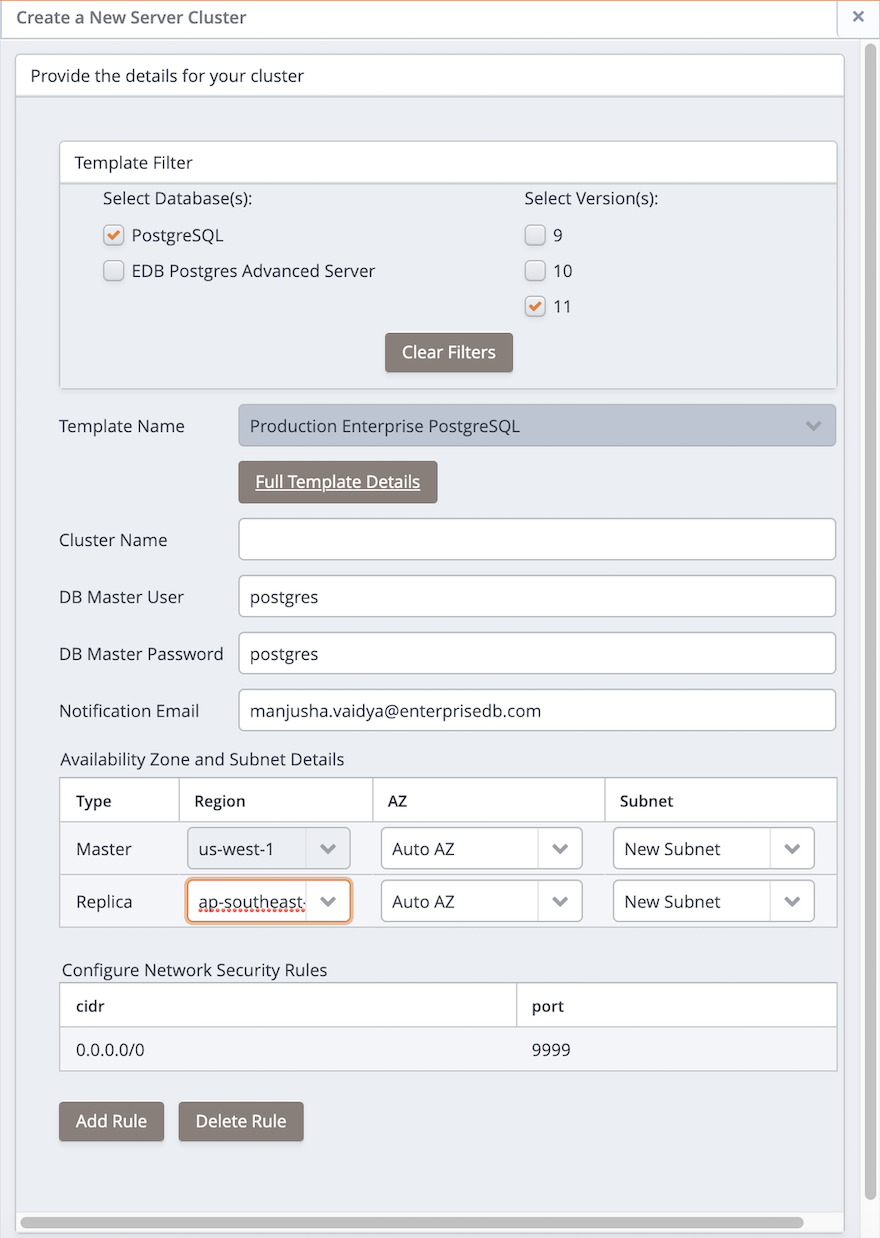 Create a New Server Cluster
Provide the details for your cluster
Template Filter
Select Database(s): Select Version(s):
PostgreSQL 9
EDB Postgres Advanced Server 10
11
Clear Filters
Template Name Production Enterprise PostgreSQL
Full Template Details
Cluster Name
DB Master User postgres
DB Master Password postgres
Notification Email manjusha.vaidya@enterprisedb.com
Availability Zone and Subnet Details
Type Region AZ Subnet
Master us-west-1 Auto AZ New Subnet
Replica ap-southeast- Auto AZ New Subnet
Configure Network Security Rules
cidr port
0.0.0.0/0 9999
Add Rule Delete Rule